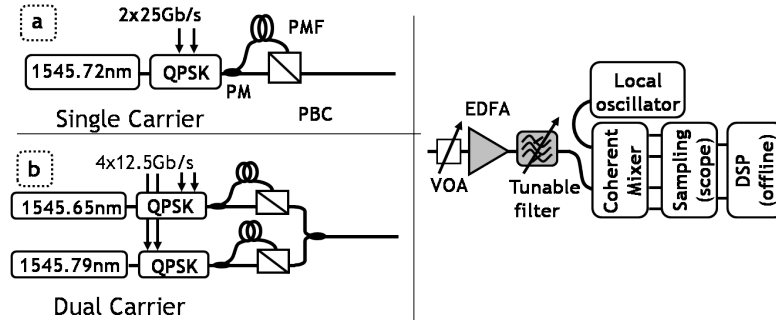 a
2x25Gb/s
PMF
1545.72nm
QPSK
PM
Single Carrier
PBC
b
4x12.5Gb/s
1545.65nm
QPSK
1545.79nm
QPSK
Dual Carrier
EDFA
VOA
Tunable
filter
Local
oscillator
Coherent
Mixer
Sampling
(scope)
DSP
(offline)